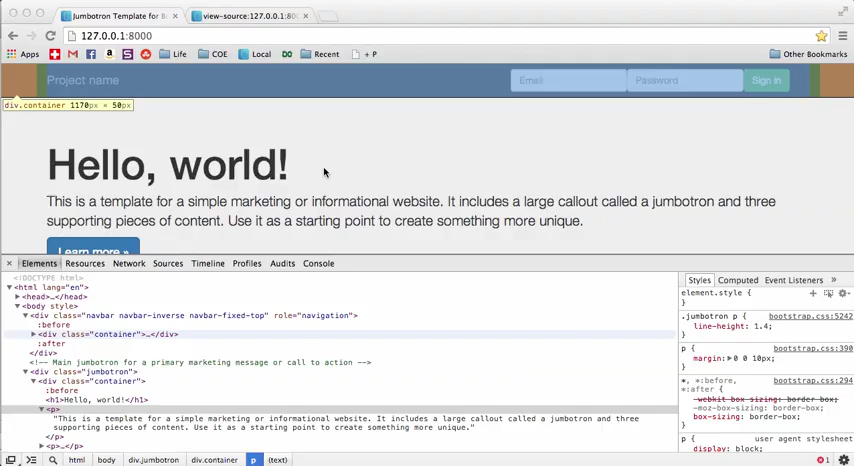 Jumbotron Template for B
view-source:127.0.0.1:800
127.0.0.1:8000
Apps
Life
COE
Local
Recent
+ P
Other Bookmarks
Project name
Email
Password
Sign in
div.container 1170px × 50px
Hello, world!
This is a template for a simple marketing or informational website. It includes a large callout called a jumbotron and three
supporting pieces of content. Use it as a starting point to create something more unique.
Learn more »
× Elements Resources Network Sources Timeline Profiles Audits Console
<!DOCTYPE html>
▼<html lang="en">
▶<head>…</head>
▼<body style>
▼<div class="navbar navbar-inverse navbar-fixed-top" role="navigation">
:before
▶<div class="container">…</div>
:after
</div>
<!-- Main jumbotron for a primary marketing message or call to action -->
▼<div class="jumbotron">
▼<div class="container">
:before
<h1>Hello, world!</h1>
▼<p>
"This is a template for a simple marketing or informational website. It includes a large callout called a jumbotron and three
supporting pieces of content. Use it as a starting point to create something more unique."
</p>
▶<p>…</p>
html body div.jumbotron div.container p (text)
Styles Computed Event Listeners »
element.style {
}
.jumbotron p { bootstrap.css:5242
line-height: 1.4;
}
p { bootstrap.css:390
margin:▶0 0 10px;
}
*, *:before, bootstrap.css:294
*:after {
-webkit-box-sizing: border-box;
-moz-box-sizing: border-box;
box-sizing: border-box;
}
p { user agent stylesheet
display: block;
1